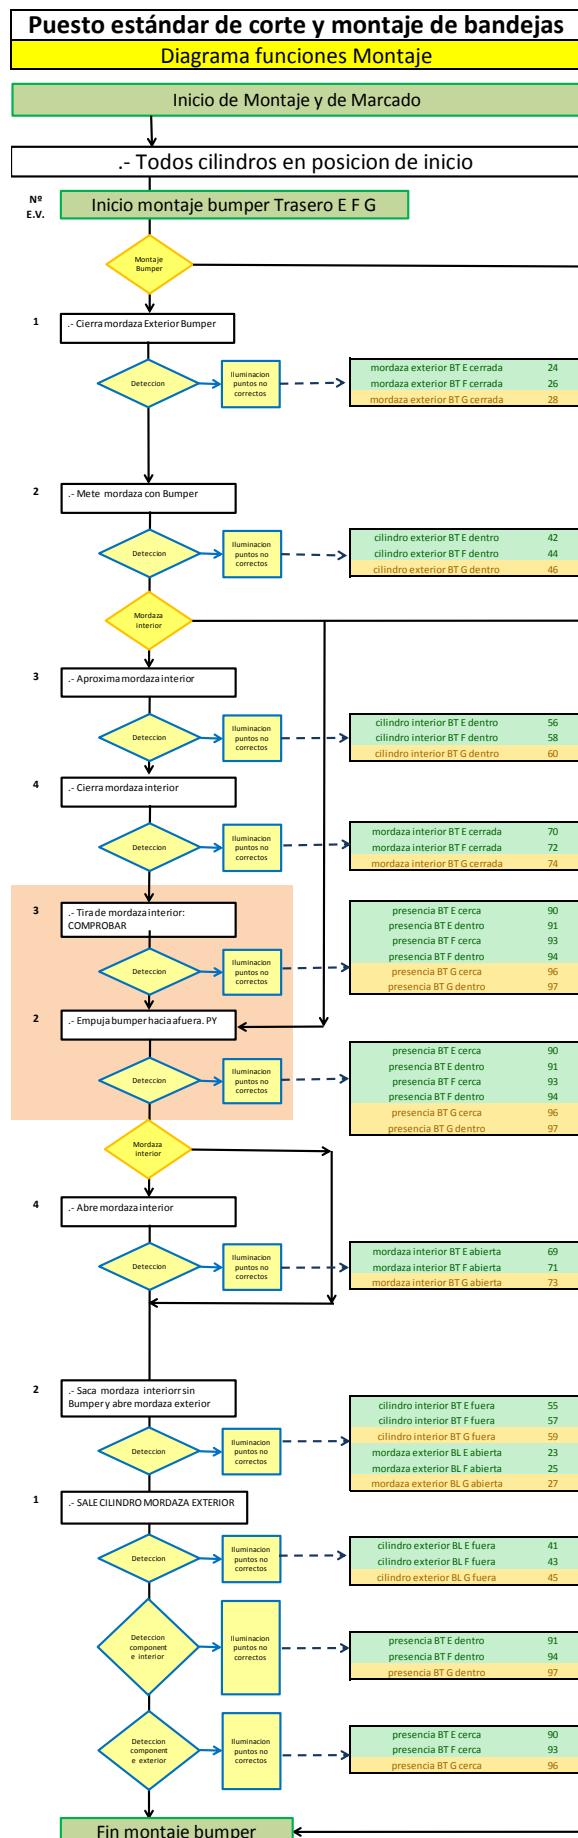 Puesto estándar de corte y montaje de bandejas
Diagrama funciones Montaje
Inicio de Montaje y de Marcado
.- Todos cilindros en posicion de inicio
Nº
E.V.
Inicio montaje bumper Trasero E F G
Montaje
Bumper
1
.- Cierra mordaza Exterior Bumper
Deteccion
Iluminacion
puntos no
correctos
mordaza exterior BT E cerrada 24
mordaza exterior BT F cerrada 26
mordaza exterior BT G cerrada 28
2
.- Mete mordaza con Bumper
Deteccion
Iluminacion
puntos no
correctos
cilindro exterior BT E dentro 42
cilindro exterior BT F dentro 44
cilindro exterior BT G dentro 46
Mordaza
interior
3
.- Aproxima mordaza interior
Deteccion
Iluminacion
puntos no
correctos
cilindro interior BT E dentro 56
cilindro interior BT F dentro 58
cilindro interior BT G dentro 60
4
.- Cierra mordaza interior
Deteccion
Iluminacion
puntos no
correctos
mordaza interior BT E cerrada 70
mordaza interior BT F cerrada 72
mordaza interior BT G cerrada 74
3
.- Tira de mordaza interior:
COMPROBAR
Deteccion
Iluminacion
puntos no
correctos
presencia BT E cerca 90
presencia BT E dentro 91
presencia BT F cerca 93
presencia BT F dentro 94
presencia BT G cerca 96
presencia BT G dentro 97
2
.- Empuja bumper hacia afuera. PY
Deteccion
Iluminacion
puntos no
correctos
presencia BT E cerca 90
presencia BT E dentro 91
presencia BT F cerca 93
presencia BT F dentro 94
presencia BT G cerca 96
presencia BT G dentro 97
Mordaza
interior
4
.- Abre mordaza interior
Deteccion
Iluminacion
puntos no
correctos
mordaza interior BT E abierta 69
mordaza interior BT F abierta 71
mordaza interior BT G abierta 73
2
.- Saca mordaza interiorr sin
Bumper y abre mordaza exterior
Deteccion
Iluminacion
puntos no
correctos
cilindro interior BT E fuera 55
cilindro interior BT F fuera 57
cilindro interior BT G fuera 59
mordaza exterior BL E abierta 23
mordaza exterior BL F abierta 25
mordaza exterior BL G abierta 27
1
.- SALE CILINDRO MORDAZA EXTERIOR
Deteccion
Iluminacion
puntos no
correctos
cilindro exterior BL E fuera 41
cilindro exterior BL F fuera 43
cilindro exterior BL G fuera 45
Deteccion
component
e interior
Iluminacion
puntos no
correctos
presencia BT E dentro 91
presencia BT F dentro 94
presencia BT G dentro 97
Deteccion
component
e exterior
Iluminacion
puntos no
correctos
presencia BT E cerca 90
presencia BT F cerca 93
presencia BT G cerca 96
Fin montaje bumper